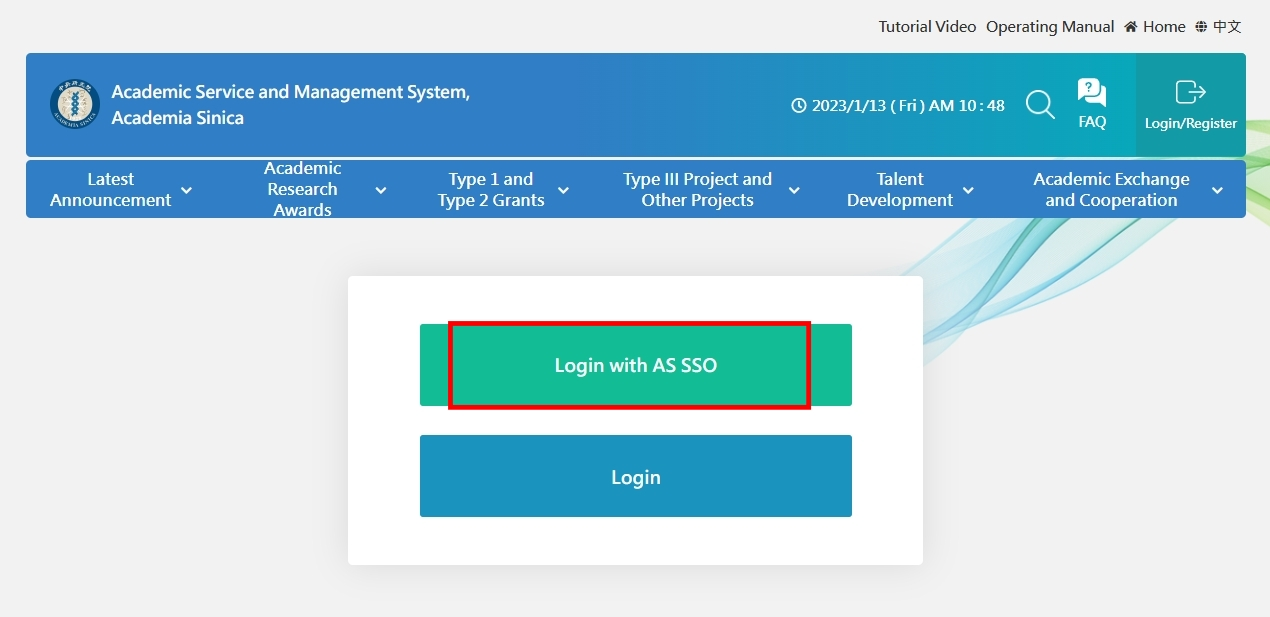 Tutorial Video Operating Manual Home 中文
Academic Service and Management System,
Academia Sinica
2023/1/13 ( Fri ) AM 10 : 48
FAQ
Login/Register
Latest
Announcement
Academic
Research
Awards
Type 1 and
Type 2 Grants
Type III Project and
Other Projects
Talent
Development
Academic Exchange
and Cooperation
Login with AS SSO
Login